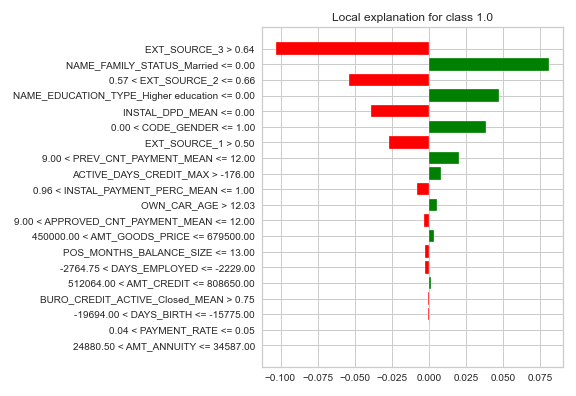 Local explanation for class 1.0
EXT_SOURCE_3 > 0.64
NAME_FAMILY_STATUS_Married <= 0.00
0.57 < EXT_SOURCE_2 <= 0.66
NAME_EDUCATION_TYPE_Higher education <= 0.00
INSTAL_DPD_MEAN <= 0.00
0.00 < CODE_GENDER <= 1.00
EXT_SOURCE_1 > 0.50
9.00 < PREV_CNT_PAYMENT_MEAN <= 12.00
ACTIVE_DAYS_CREDIT_MAX > -176.00
0.96 < INSTAL_PAYMENT_PERC_MEAN <= 1.00
OWN_CAR_AGE > 12.03
9.00 < APPROVED_CNT_PAYMENT_MEAN <= 12.00
450000.00 < AMT_GOODS_PRICE <= 679500.00
POS_MONTHS_BALANCE_SIZE <= 13.00
-2764.75 < DAYS_EMPLOYED <= -2229.00
512064.00 < AMT_CREDIT <= 808650.00
BURO_CREDIT_ACTIVE_Closed_MEAN > 0.75
-19694.00 < DAYS_BIRTH <= -15775.00
0.04 < PAYMENT_RATE <= 0.05
24880.50 < AMT_ANNUITY <= 34587.00
−0.100 −0.075 −0.050 −0.025 0.000 0.025 0.050 0.075